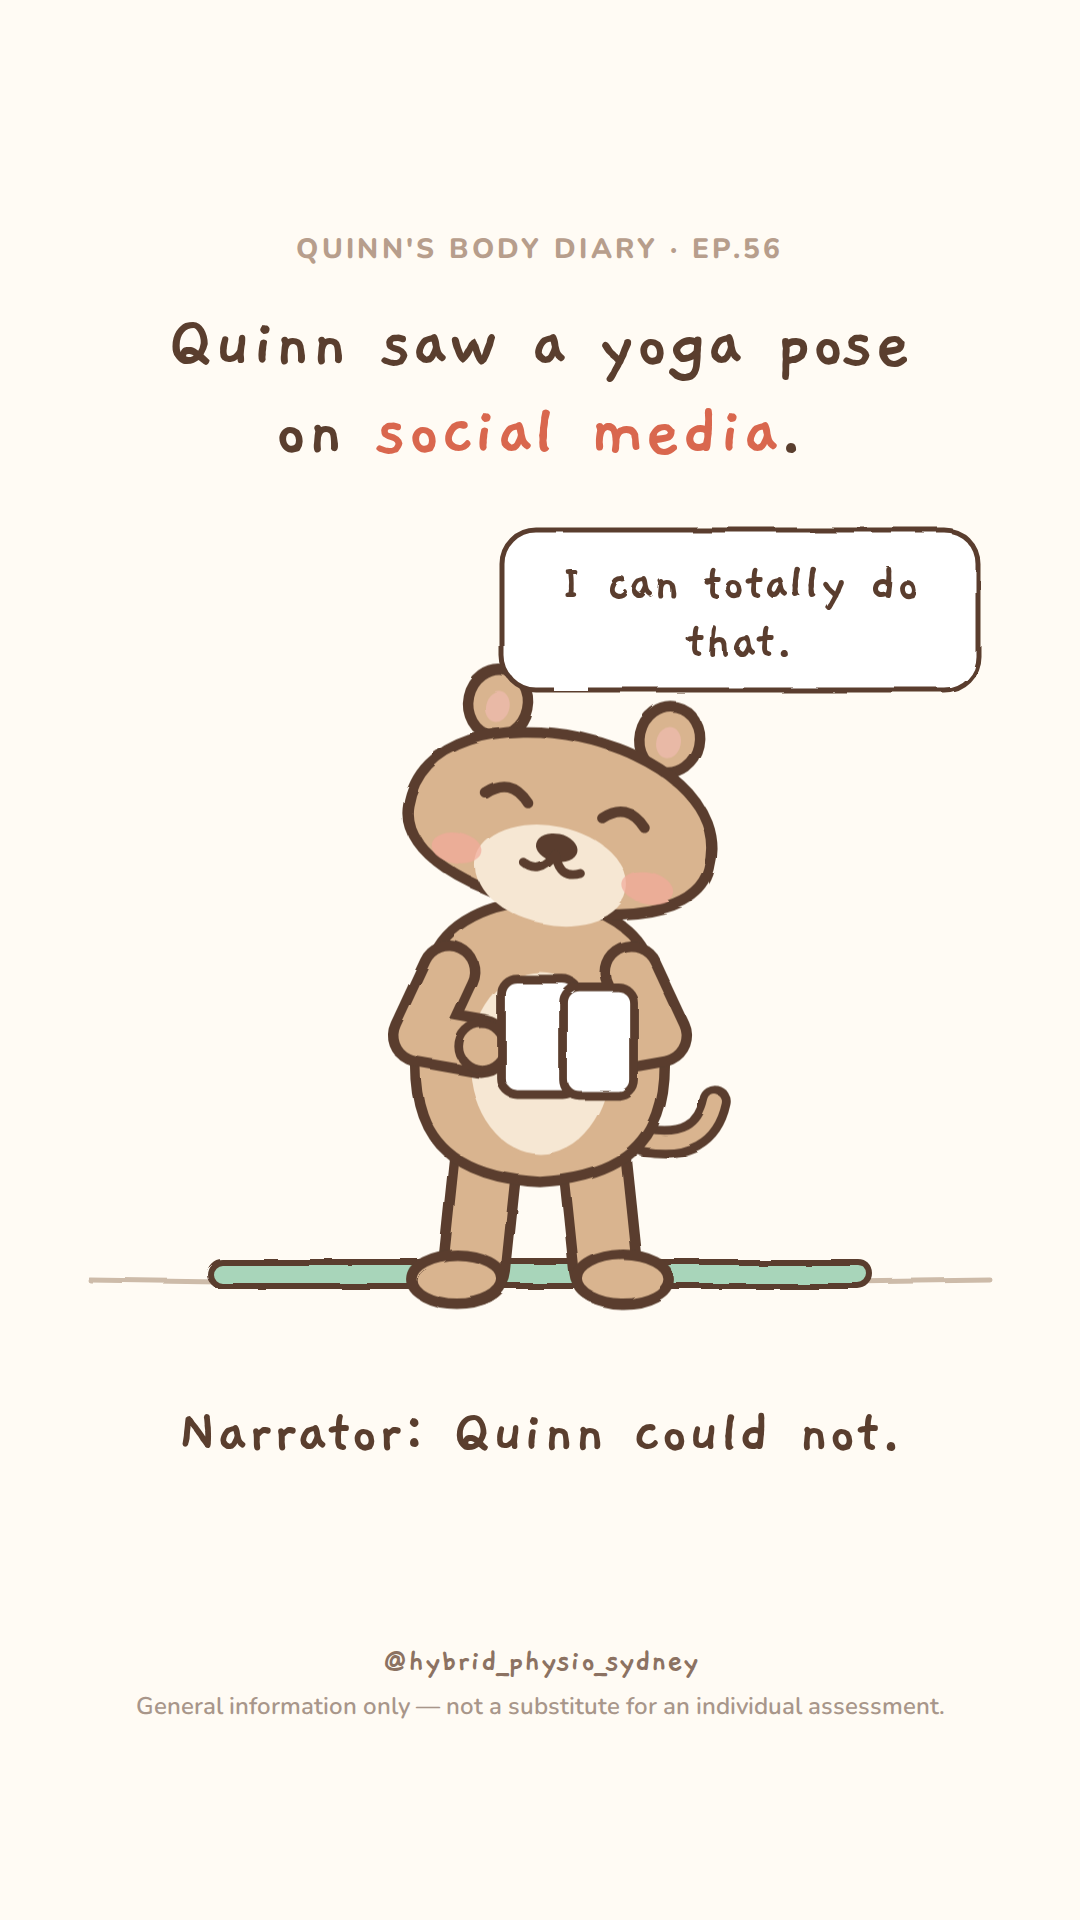 QUINN'S BODY DIARY · EP.56
Quinn saw a yoga pose
on social media.
I can totally do
that.
Narrator: Quinn could not.
@hybrid_physio_sydney
General information only — not a substitute for an individual assessment.